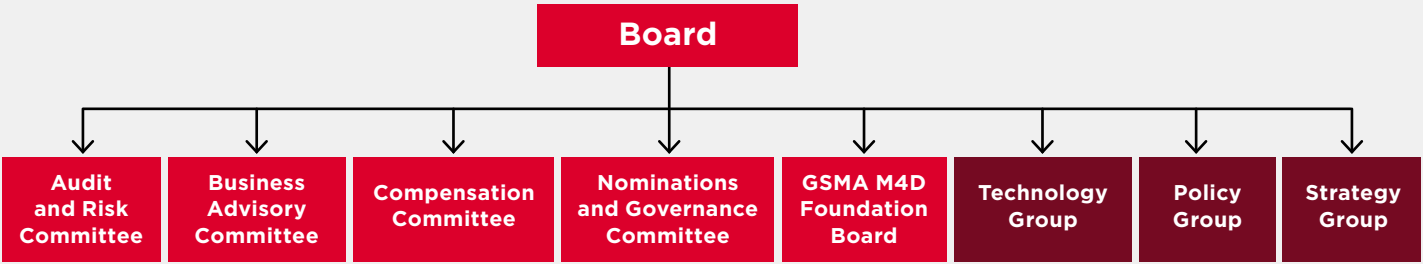 Board
Audit
and Risk
Committee
Business
Advisory
Committee
Compensation
Committee
Nominations
and Governance
Committee
GSMA M4D
Foundation
Board
Technology
Group
Policy
Group
Strategy
Group